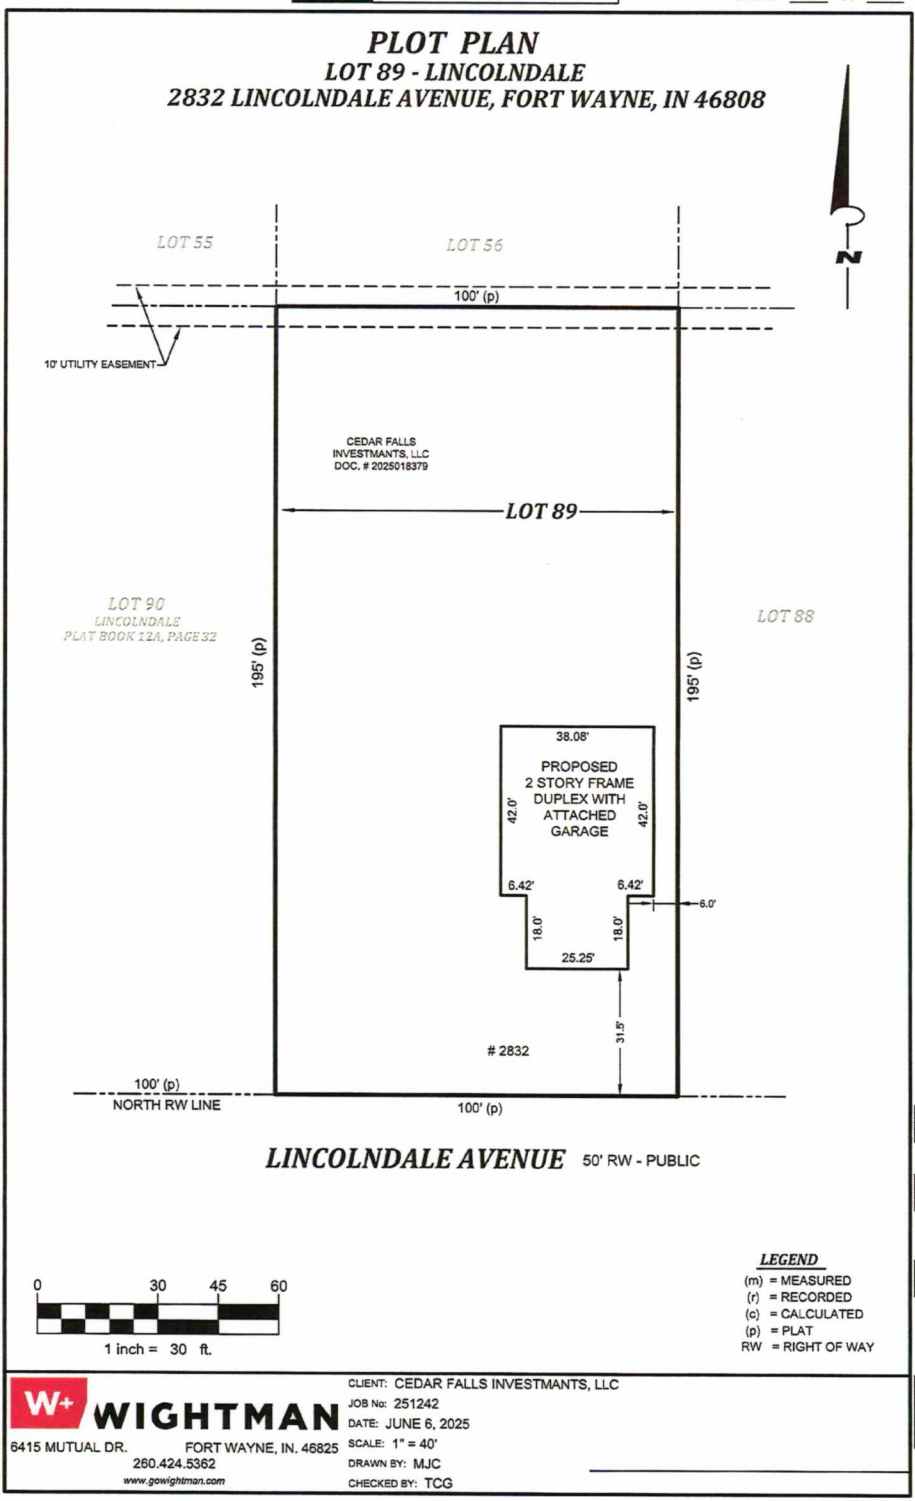 PLOT PLAN
LOT 89 - LINCOLNDALE
2832 LINCOLNDALE AVENUE, FORT WAYNE, IN 46808
N
LOT 55
LOT 56
100' (p)
10' UTILITY EASEMENT
CEDAR FALLS
INVESTMANTS, LLC
DOC. # 2025018379
LOT 89
LOT 90
LINCOLNDALE
PLAT BOOK 12A, PAGE 32
LOT 88
195' (p)
195' (p)
38.08'
PROPOSED
2 STORY FRAME
DUPLEX WITH
ATTACHED
GARAGE
42.0'
42.0'
6.42'
6.42'
6.0'
18.0'
18.0'
25.25'
31.5'
# 2832
100' (p)
NORTH RW LINE
100' (p)
LINCOLNDALE AVENUE 50' RW - PUBLIC
0 30 45 60
1 inch = 30 ft.
LEGEND
(m) = MEASURED
(r) = RECORDED
(c) = CALCULATED
(p) = PLAT
RW = RIGHT OF WAY
W+ WIGHTMAN
6415 MUTUAL DR. FORT WAYNE, IN. 46825
260.424.5362
www.gowightman.com
CLIENT: CEDAR FALLS INVESTMANTS, LLC
JOB No: 251242
DATE: JUNE 6, 2025
SCALE: 1" = 40'
DRAWN BY: MJC
CHECKED BY: TCG